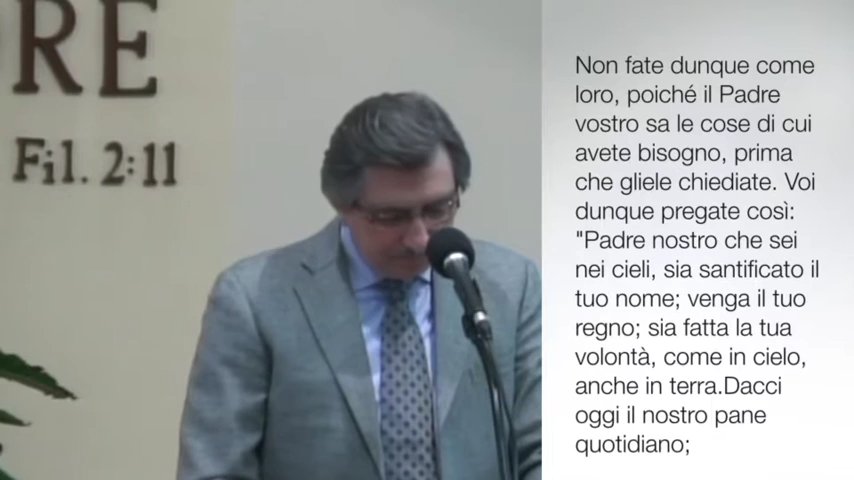 RE
Fil. 2:11
Non fate dunque come
loro, poiché il Padre
vostro sa le cose di cui
avete bisogno, prima
che gliele chiediate. Voi
dunque pregate così:
"Padre nostro che sei
nei cieli, sia santificato il
tuo nome; venga il tuo
regno; sia fatta la tua
volontà, come in cielo,
anche in terra.Dacci
oggi il nostro pane
quotidiano;